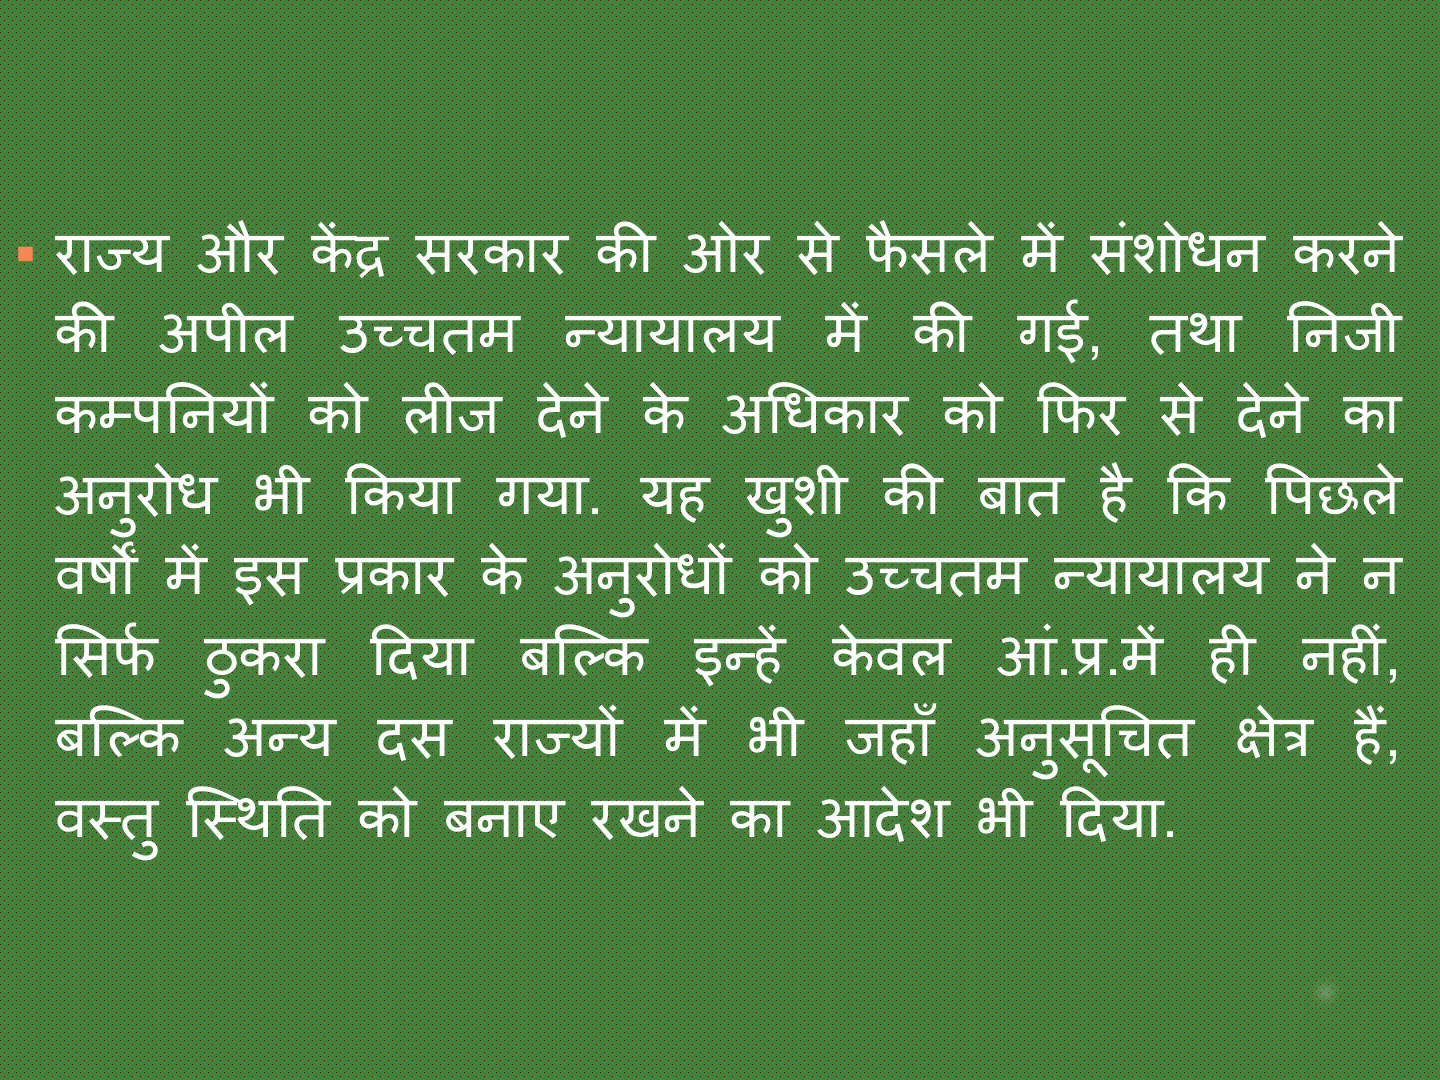 राज्य और केंद्र सरकार की ओर से फैसले में संशोधन करने
की अपील उच्चतम न्यायायालय में की गई, तथा निजी
कम्पनियों को लीज देने के अधिकार को फिर से देने का
अनुरोध भी किया गया. यह खुशी की बात है कि पिछले
वर्षों में इस प्रकार के अनुरोधों को उच्चतम न्यायायालय ने न
सिर्फ ठुकरा दिया बल्कि इन्हें केवल आं.प्र.में ही नहीं,
बल्कि अन्य दस राज्यों में भी जहाँ अनुसूचित क्षेत्र हैं,
वस्तु स्थिति को बनाए रखने का आदेश भी दिया.